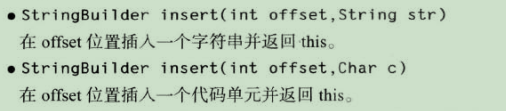 ● StringBuilder insert(int offset,String str)
在 offset 位置插入一个字符串并返回 this。
● StringBuilder insert(int offset,Char c)
在 offset 位置插入一个代码单元并返回 this。